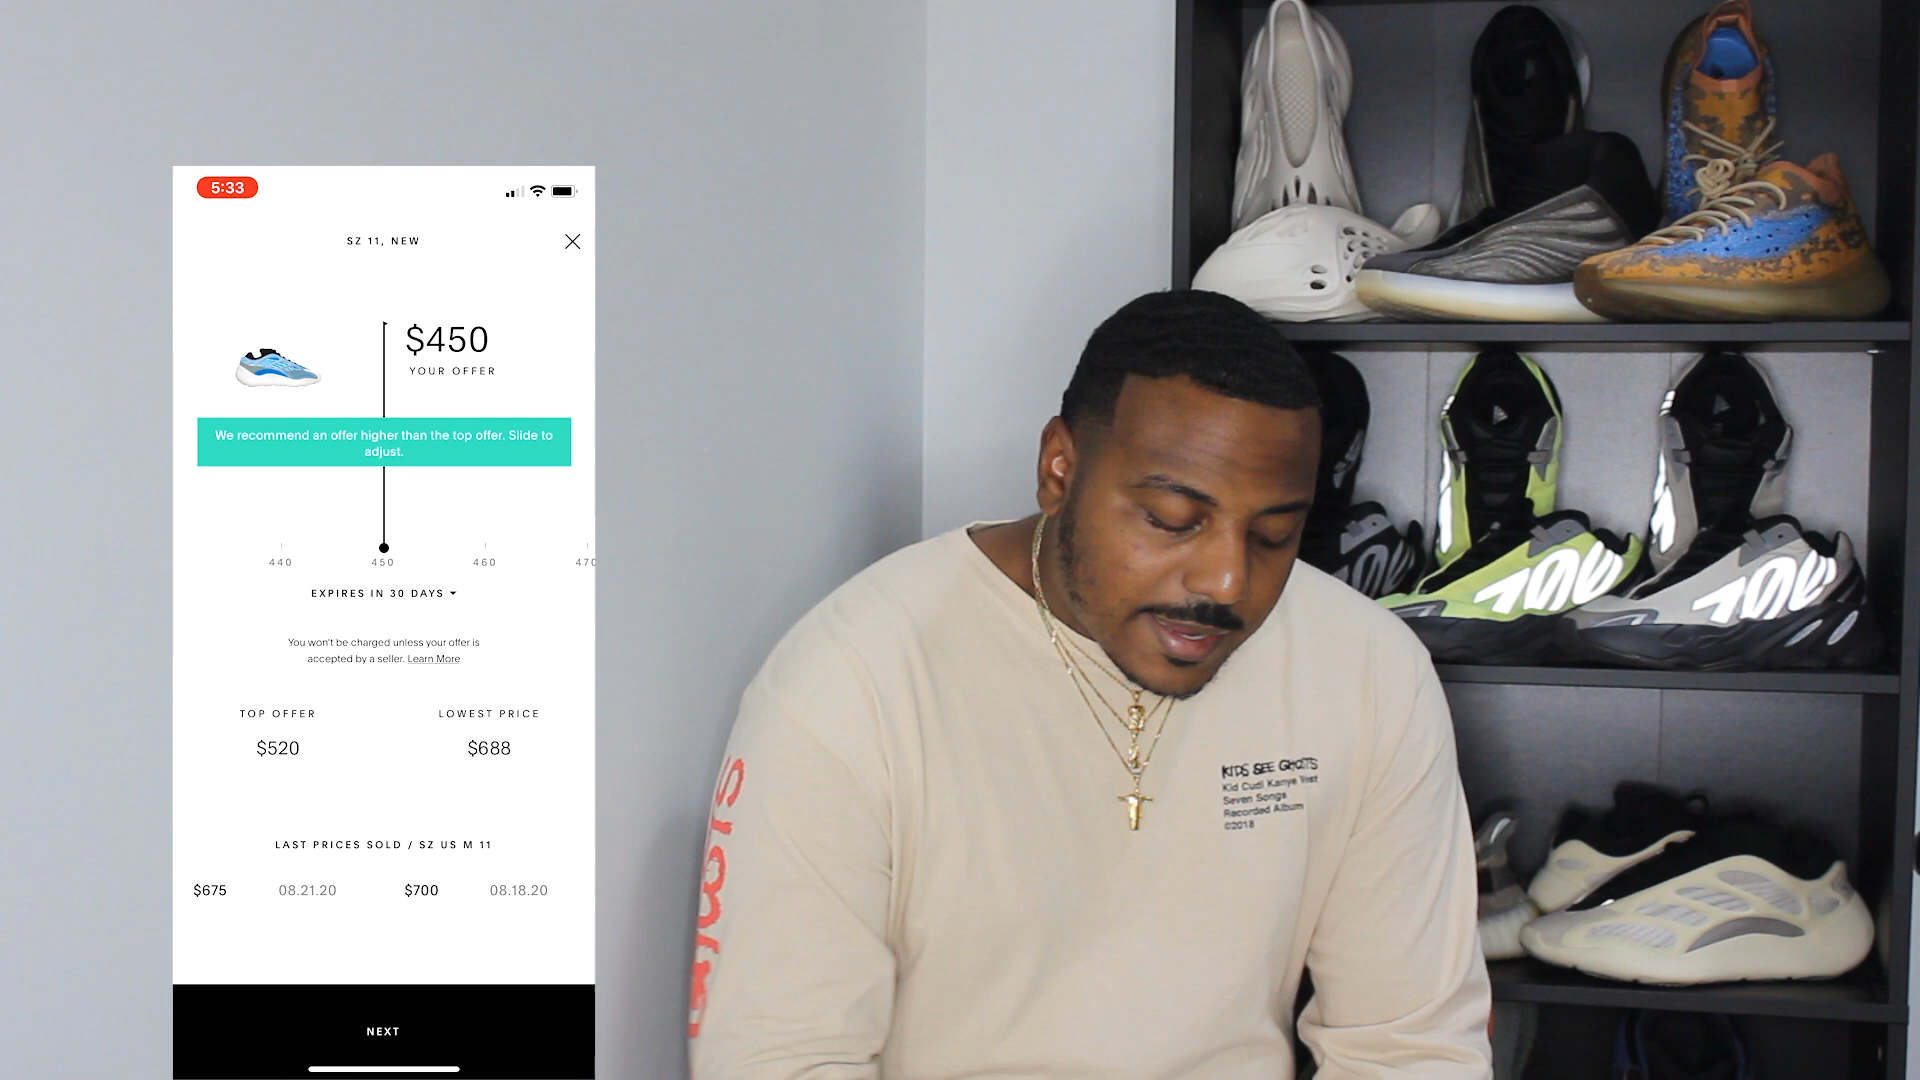 5:33
SZ 11, NEW
$450
YOUR OFFER
We recommend an offer higher than the top offer. Slide to
adjust.
440 450 460 470
EXPIRES IN 30 DAYS
You won't be charged unless your offer is
accepted by a seller. Learn More
TOP OFFER LOWEST PRICE
$520 $688
LAST PRICES SOLD / SZ US M 11
$675 08.21.20 $700 08.18.20
NEXT
KIDS SEE GHOSTS
Kid Cudi Kanye West
Seven Songs
Recorded Album
©2018
700
700